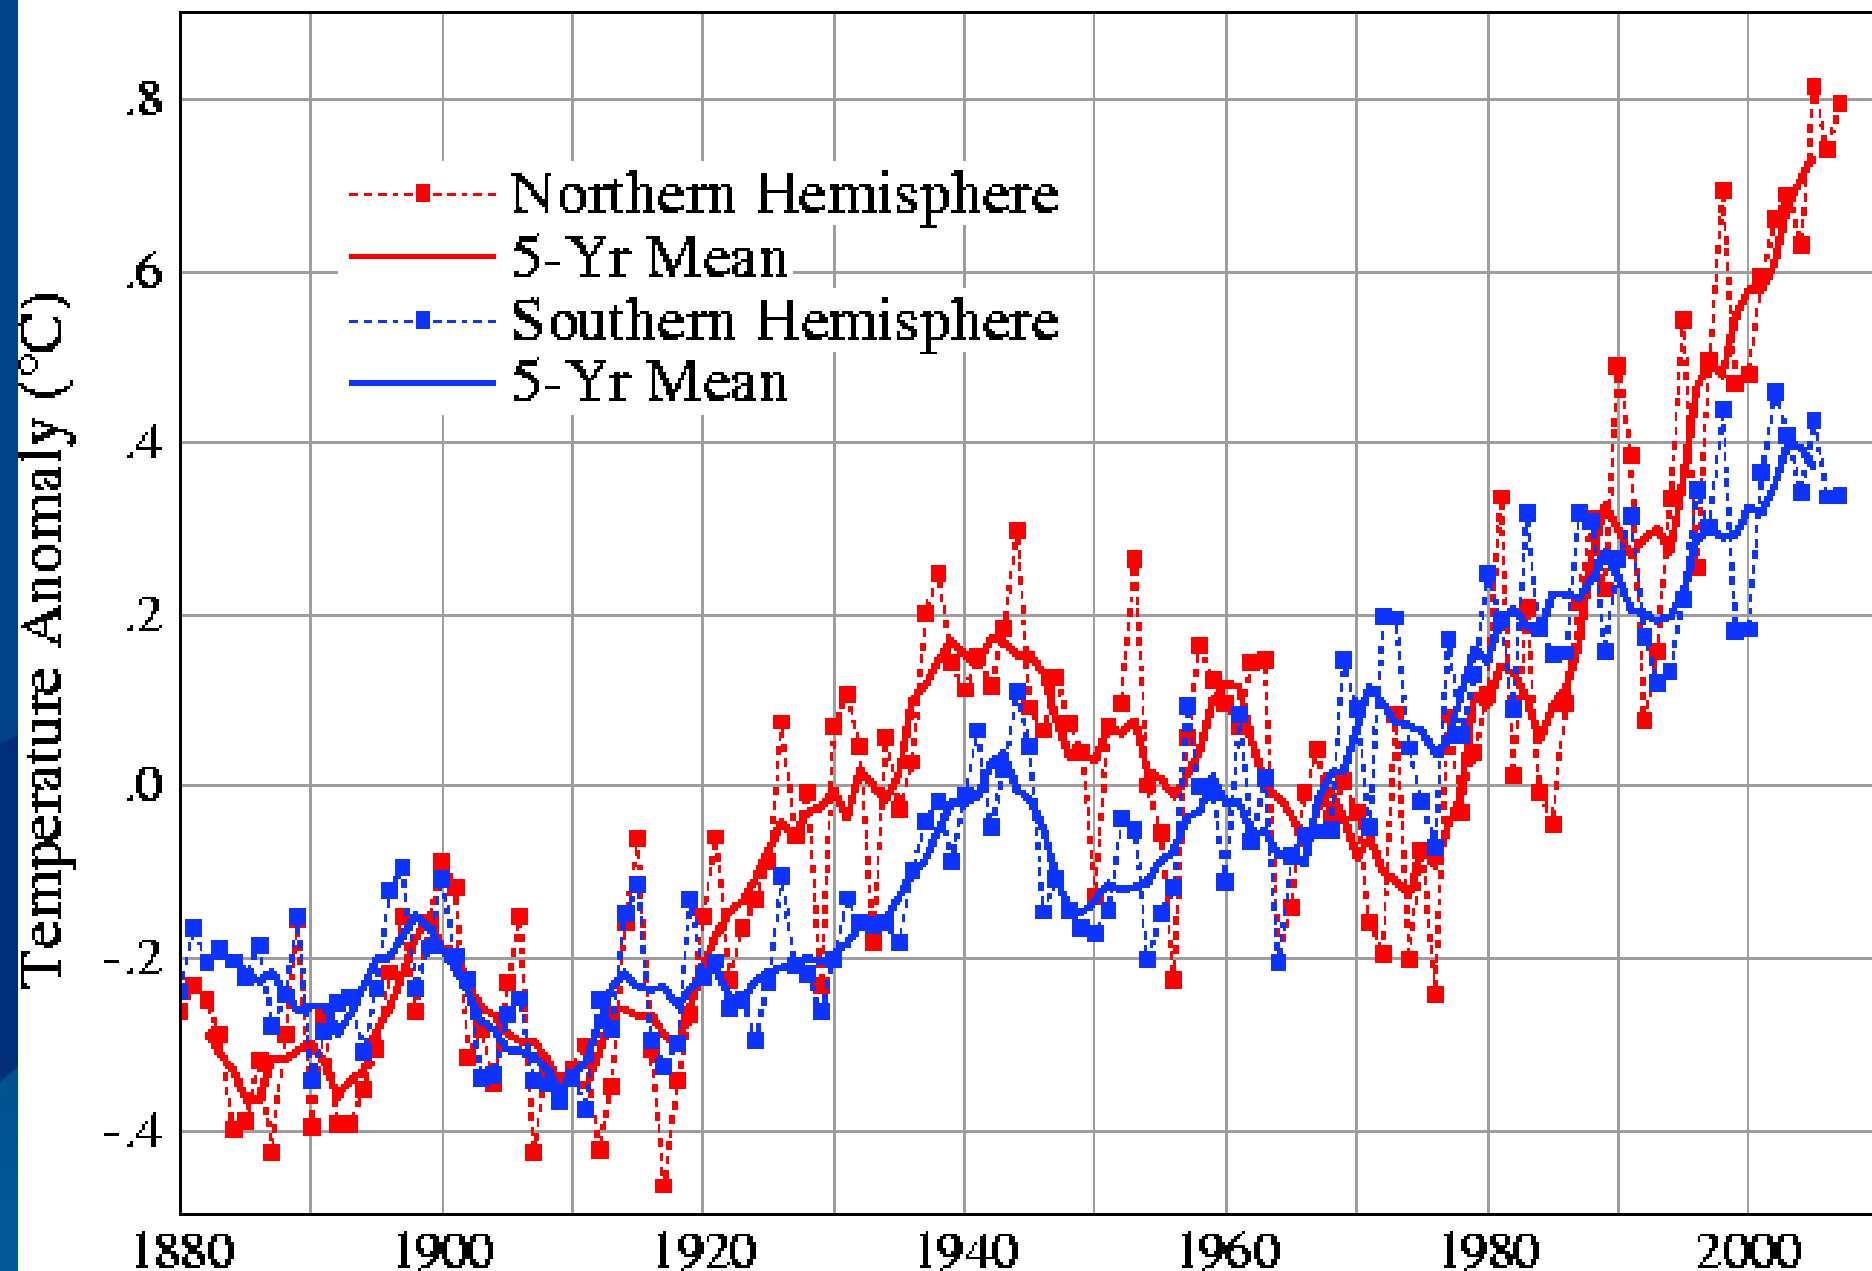 .8
.6
.4
.2
.0
-.2
-.4
Temperature Anomaly (°C)
Northern Hemisphere
5-Yr Mean
Southern Hemisphere
5-Yr Mean
1880 1900 1920 1940 1960 1980 2000